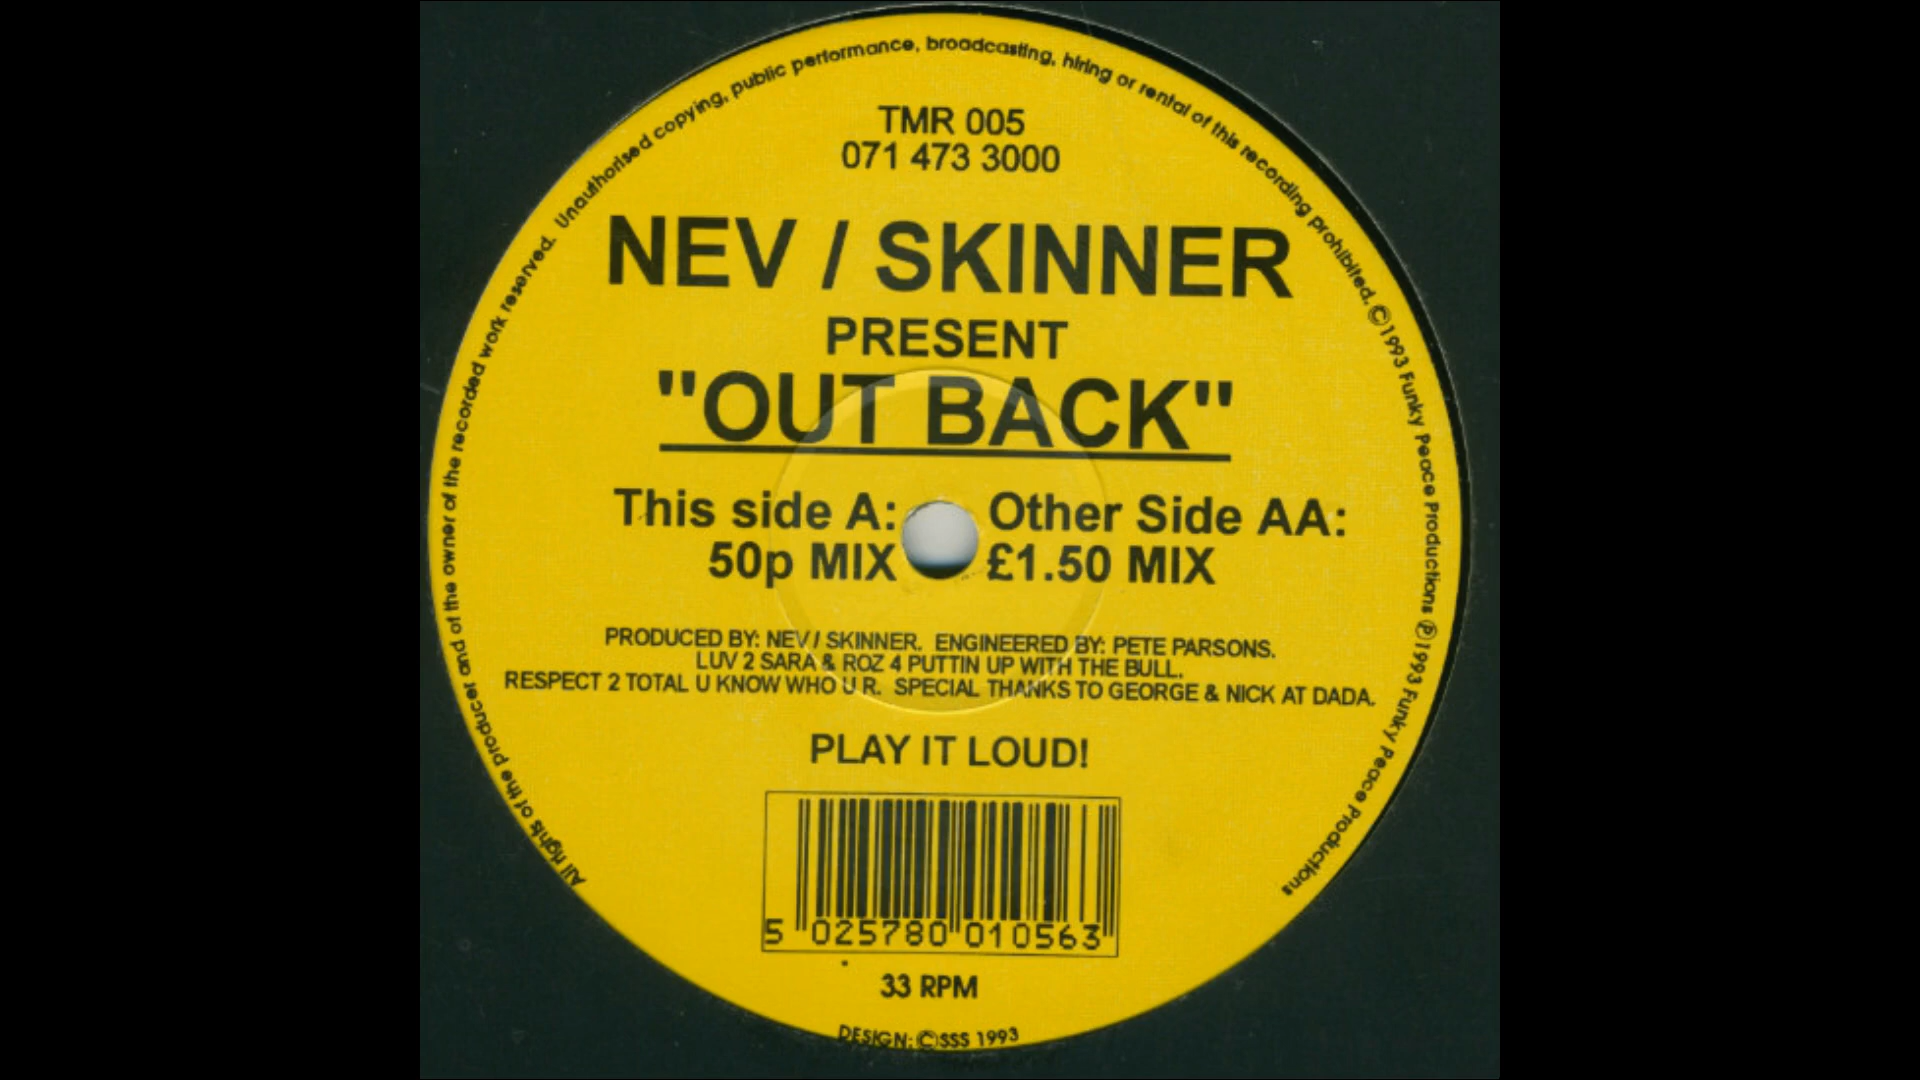 All rights of the producer and of the owner of the recorded work reserved. Unauthorised copying, public performance, broadcasting, hiring or rental of this recording prohibited. ©1993 Funky Peace Productions ℗1993 Funky Peace Productions
TMR 005
071 473 3000
NEV / SKINNER
PRESENT
"OUT BACK"
This side A: Other Side AA:
50p MIX £1.50 MIX
PRODUCED BY: NEV / SKINNER. ENGINEERED BY: PETE PARSONS.
LUV 2 SARA & ROZ 4 PUTTIN UP WITH THE BULL.
RESPECT 2 TOTAL U KNOW WHO U R. SPECIAL THANKS TO GEORGE & NICK AT DADA.
PLAY IT LOUD!
5 025780 010563
33 RPM
DESIGN: ©SSS 1993